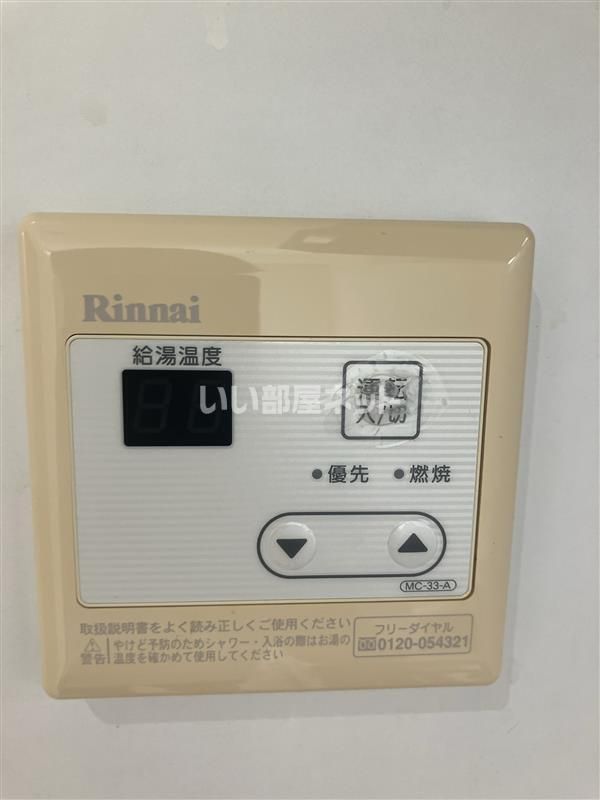 Rinnai
給湯温度
いい部屋ネット
運転
入/切
優先 燃焼
MC-33-A
取扱説明書をよく読み正しくご使用ください
警告 やけど予防のためシャワー・入浴の際はお湯の
温度を確かめて使用してください
フリーダイヤル
0120-054321